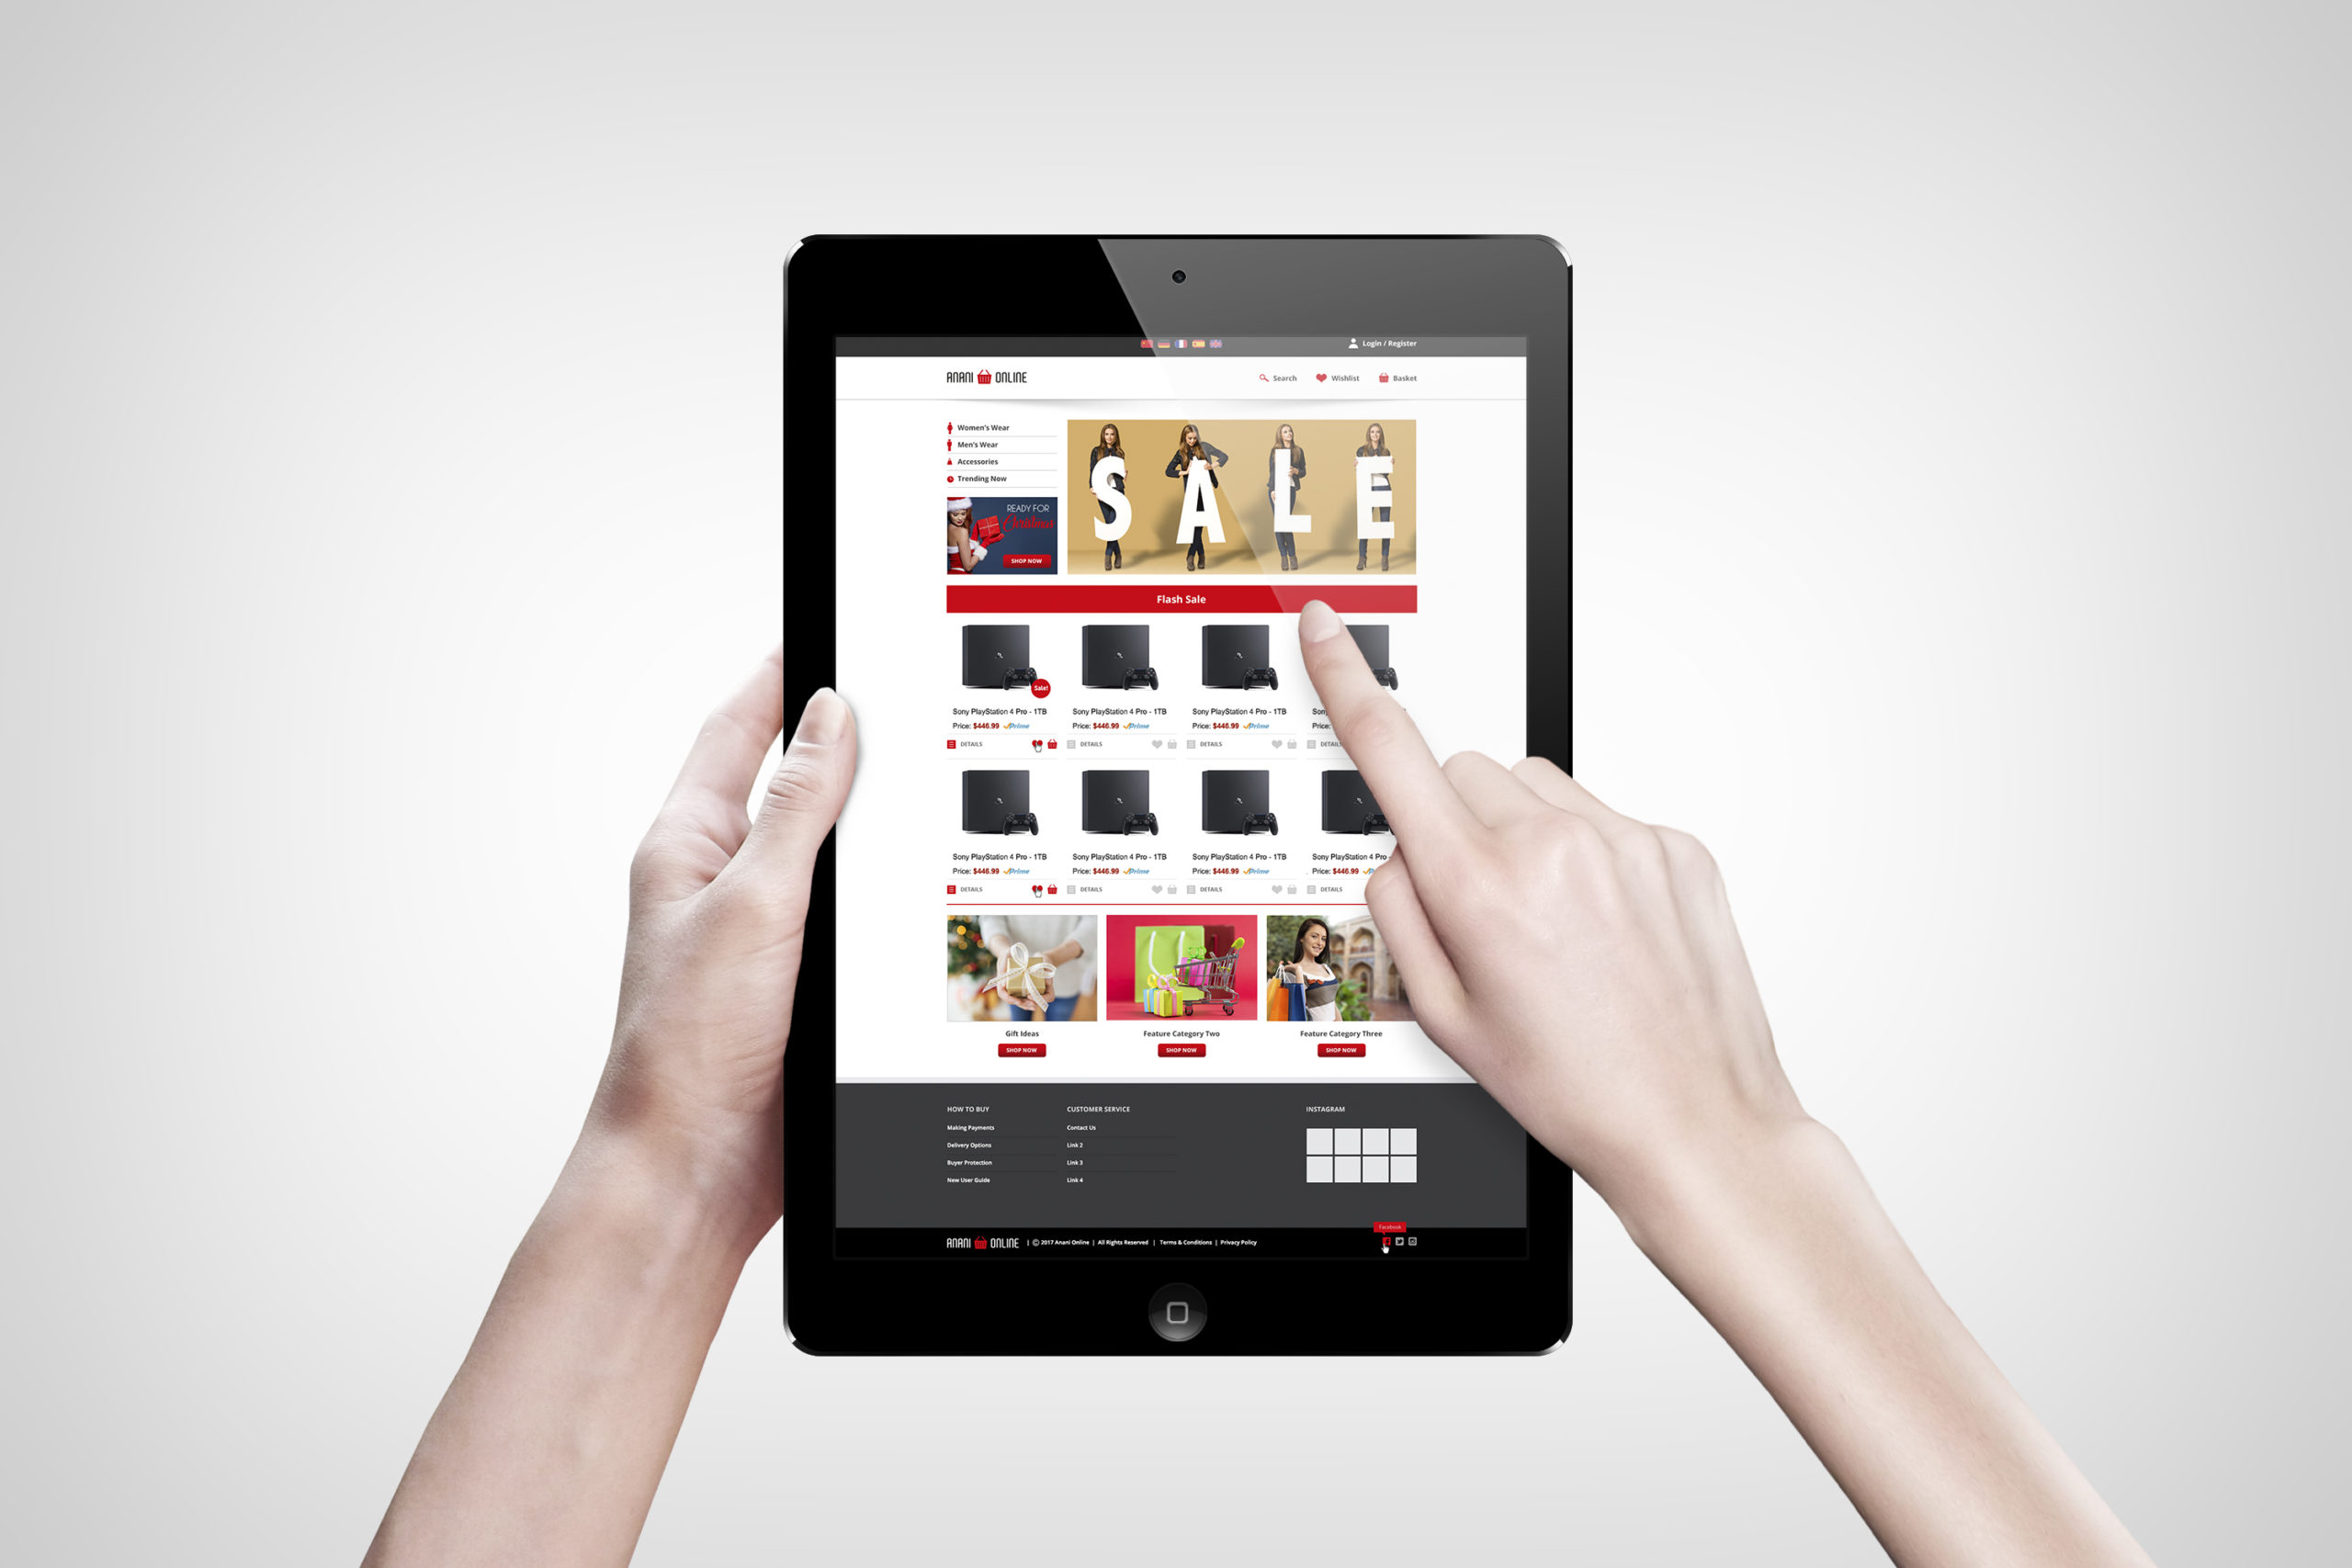 Login / Register
ANANI ONLINE
Search Wishlist Basket
Women's Wear
Men's Wear
Accessories
Trending Now
READY FOR
Christmas
SHOP NOW
SALE
Flash Sale
Sale!
Sony PlayStation 4 Pro - 1TB Sony PlayStation 4 Pro - 1TB Sony PlayStation 4 Pro - 1TB Sony
Price: $446.99 Prime Price: $446.99 Prime Price: $446.99 Prime Price:
DETAILS DETAILS DETAILS DETAILS
Sony PlayStation 4 Pro - 1TB Sony PlayStation 4 Pro - 1TB Sony PlayStation 4 Pro - 1TB Sony PlayStation 4 Pro -
Price: $446.99 Prime Price: $446.99 Prime Price: $446.99 Prime Price: $446.99
DETAILS DETAILS DETAILS DETAILS
Gift Ideas Feature Category Two Feature Category Three
SHOP NOW SHOP NOW SHOP NOW
HOW TO BUY
Making Payments
Delivery Options
Buyer Protection
New User Guide
CUSTOMER SERVICE
Contact Us
Link 2
Link 3
Link 4
INSTAGRAM
Facebook
ANANI ONLINE | © 2017 Anani Online | All Rights Reserved | Terms & Conditions | Privacy Policy